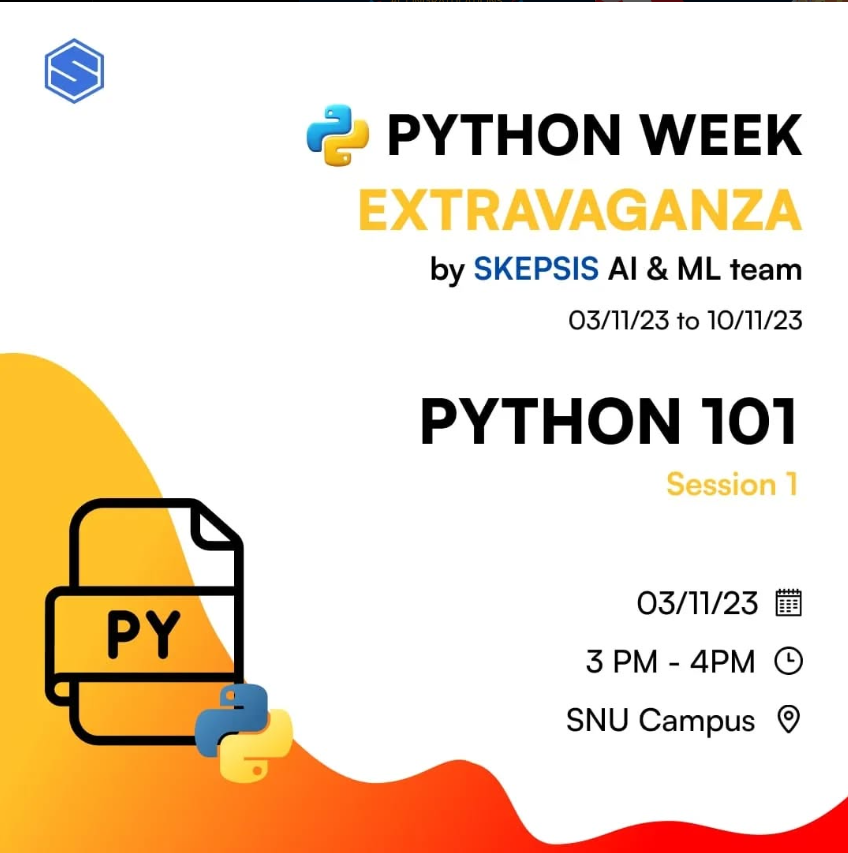 PYTHON WEEK
EXTRAVAGANZA
by SKEPSIS AI & ML team
03/11/23 to 10/11/23
PYTHON 101
Session 1
PY
03/11/23
3 PM - 4PM
SNU Campus